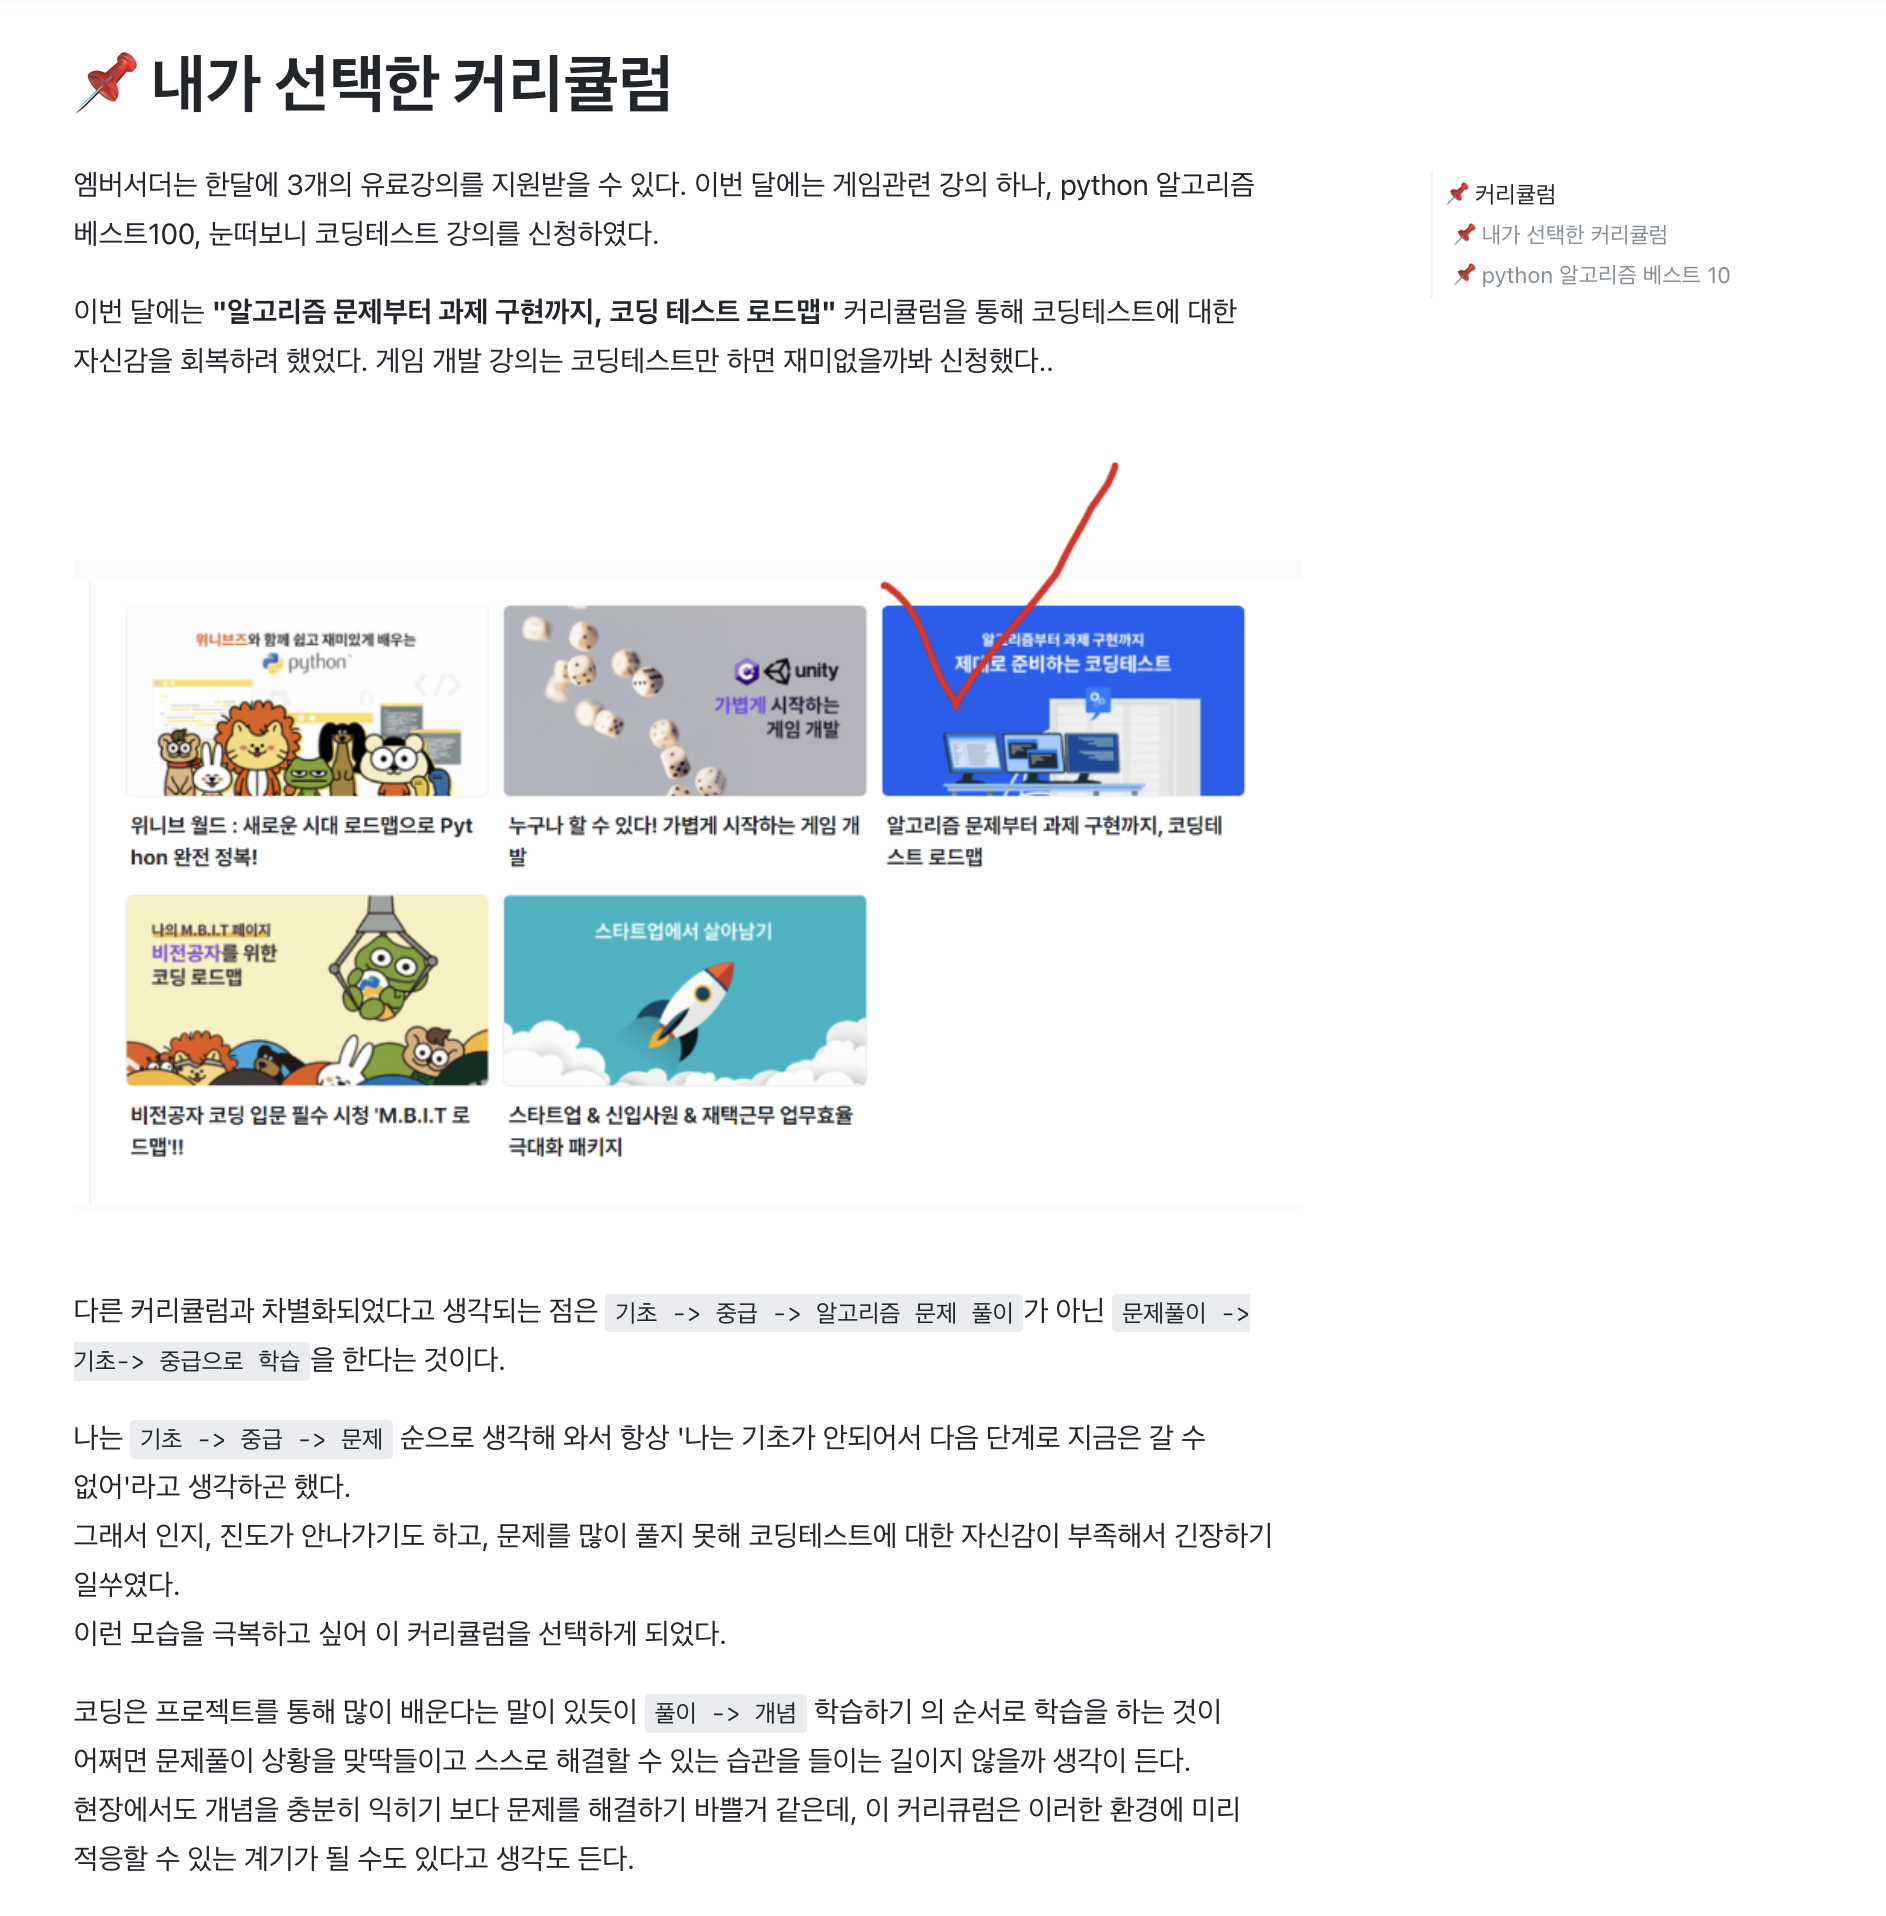 📌 내가 선택한 커리큘럼
엠버서더는 한달에 3개의 유료강의를 지원받을 수 있다. 이번 달에는 게임관련 강의 하나, python 알고리즘
베스트100, 눈떠보니 코딩테스트 강의를 신청하였다.
이번 달에는 "알고리즘 문제부터 과제 구현까지, 코딩 테스트 로드맵" 커리큘럼을 통해 코딩테스트에 대한
자신감을 회복하려 했었다. 게임 개발 강의는 코딩테스트만 하면 재미없을까봐 신청했다..
📌 커리큘럼
📌 내가 선택한 커리큘럼
📌 python 알고리즘 베스트 10
위니브즈와 함께 쉽고 재미있게 배우는
python
</>
위니브 월드 : 새로운 시대 로드맵으로 Pyt
hon 완전 정복!
unity
가볍게 시작하는
게임 개발
누구나 할 수 있다! 가볍게 시작하는 게임 개
발
알고리즘부터 과제 구현까지
제대로 준비하는 코딩테스트
알고리즘 문제부터 과제 구현까지, 코딩테
스트 로드맵
나의 M.B.I.T 페이지
비전공자를 위한
코딩 로드맵
비전공자 코딩 입문 필수 시청 'M.B.I.T 로
드맵'!!
스타트업에서 살아남기
스타트업 & 신입사원 & 재택근무 업무효율
극대화 패키지
다른 커리큘럼과 차별화되었다고 생각되는 점은 기초 -> 중급 -> 알고리즘 문제 풀이가 아닌 문제풀이 ->
기초-> 중급으로 학습을 한다는 것이다.
나는 기초 -> 중급 -> 문제 순으로 생각해 와서 항상 '나는 기초가 안되어서 다음 단계로 지금은 갈 수
없어'라고 생각하곤 했다.
그래서 인지, 진도가 안나가기도 하고, 문제를 많이 풀지 못해 코딩테스트에 대한 자신감이 부족해서 긴장하기
일쑤였다.
이런 모습을 극복하고 싶어 이 커리큘럼을 선택하게 되었다.
코딩은 프로젝트를 통해 많이 배운다는 말이 있듯이 풀이 -> 개념 학습하기 의 순서로 학습을 하는 것이
어쩌면 문제풀이 상황을 맞딱들이고 스스로 해결할 수 있는 습관을 들이는 길이지 않을까 생각이 든다.
현장에서도 개념을 충분히 익히기 보다 문제를 해결하기 바쁠거 같은데, 이 커리큐럼은 이러한 환경에 미리
적응할 수 있는 계기가 될 수도 있다고 생각도 든다.